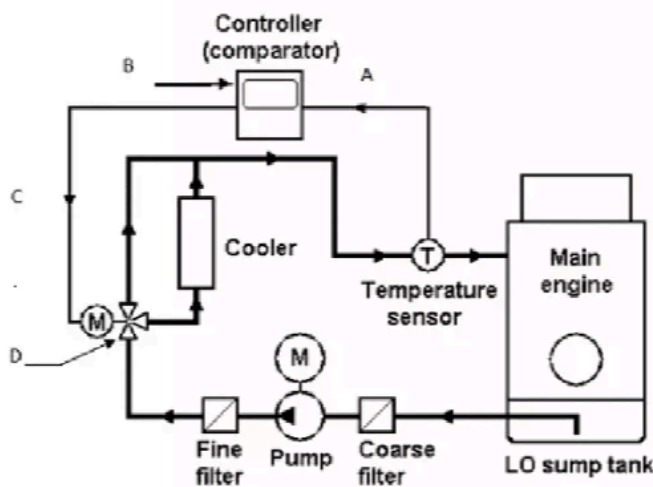 Controller
(comparator)
B
A
C
Cooler
T
Temperature
sensor
Main
engine
M
D
M
Fine
filter
Pump
Coarse
filter
LO sump tank